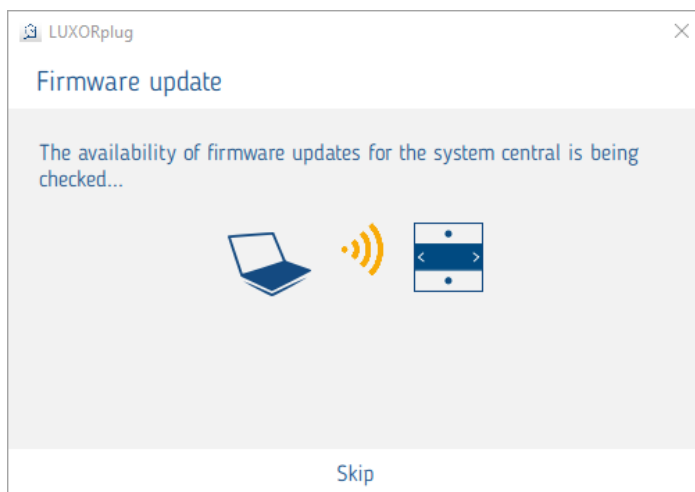 LUXORplug
Firmware update
The availability of firmware updates for the system central is being
checked...
Skip